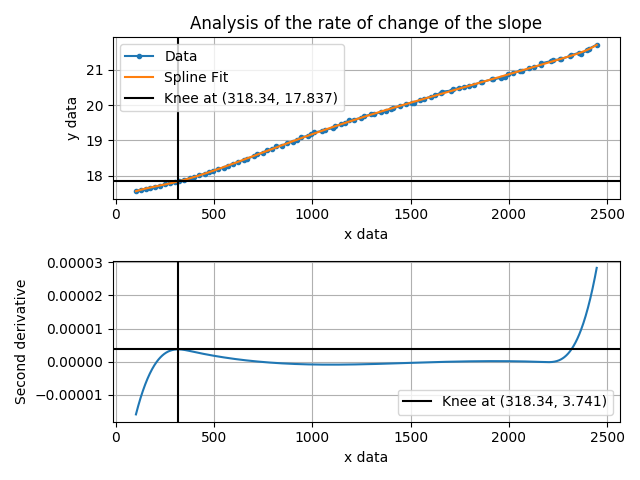 Analysis of the rate of change of the slope
Data
Spline Fit
Knee at (318.34, 17.837)
y data
21
20
19
18
0 500 1000 1500 2000 2500
x data
Second derivative
0.00003
0.00002
0.00001
0.00000
−0.00001
Knee at (318.34, 3.741)
0 500 1000 1500 2000 2500
x data